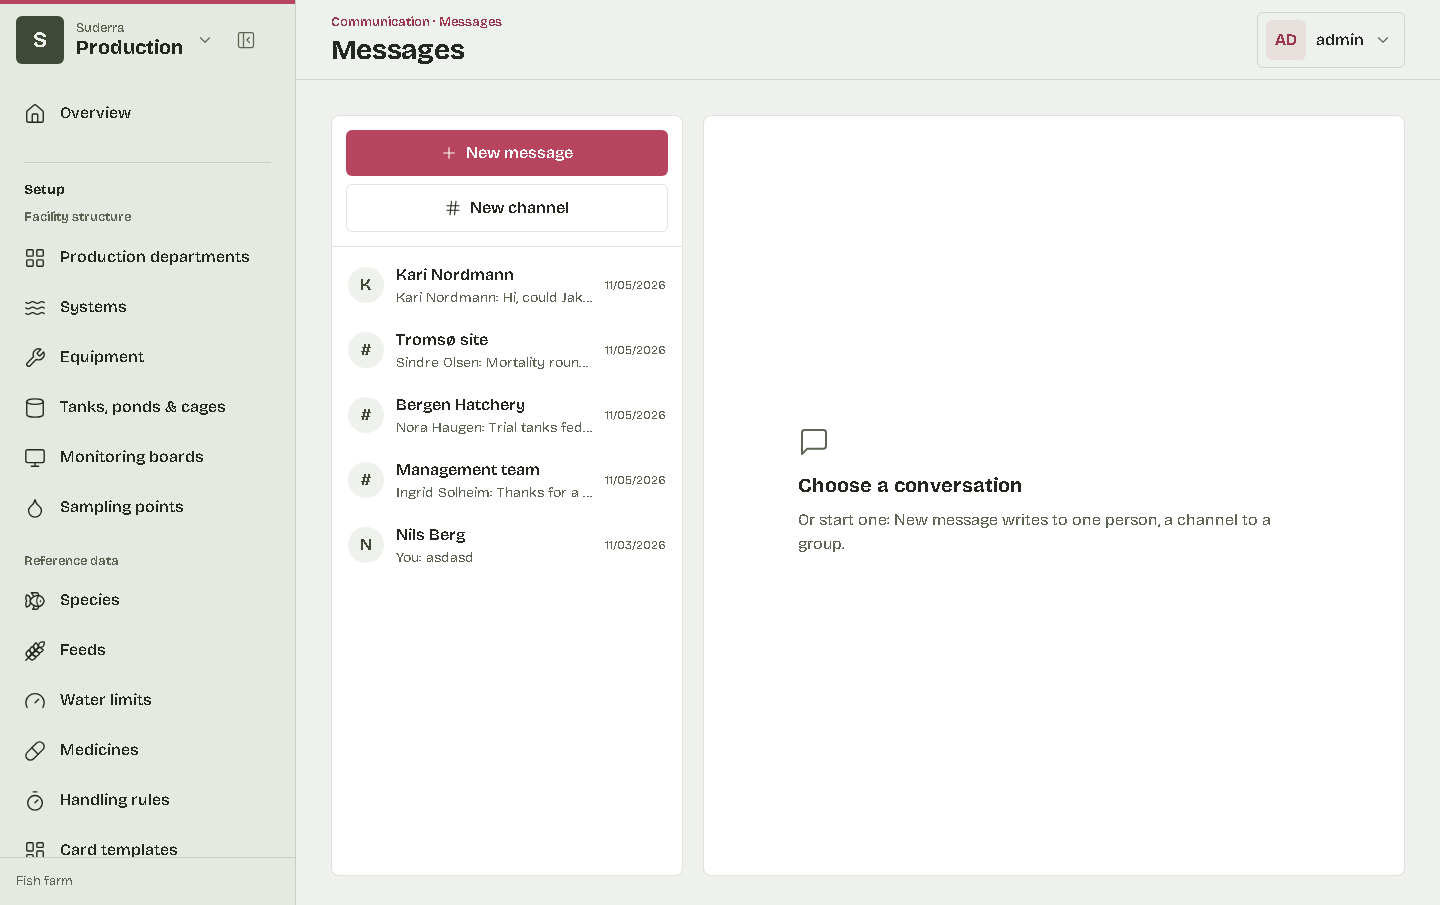 S
Suderra
Production
Overview
Setup
Facility structure
Production departments
Systems
Equipment
Tanks, ponds & cages
Monitoring boards
Sampling points
Reference data
Species
Feeds
Water limits
Medicines
Handling rules
Card templates
Fish farm
Communication · Messages
Messages
AD admin
New message
# New channel
K
Kari Nordmann
Kari Nordmann: Hi, could Jak...
11/05/2026
#
Tromsø site
Sindre Olsen: Mortality roun...
11/05/2026
#
Bergen Hatchery
Nora Haugen: Trial tanks fed...
11/05/2026
#
Management team
Ingrid Solheim: Thanks for a ...
11/05/2026
N
Nils Berg
You: asdasd
11/03/2026
Choose a conversation
Or start one: New message writes to one person, a channel to a
group.